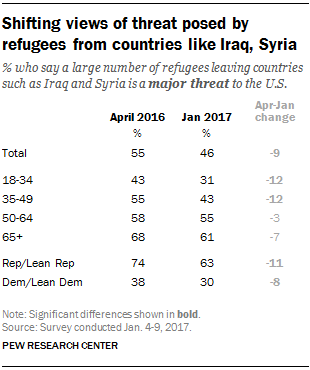 Shifting views of threat posed by
refugees from countries like Iraq, Syria
% who say a large number of refugees leaving countries
such as Iraq and Syria is a major threat to the U.S.
April 2016 Jan 2017 Apr-Jan change
% %
Total 55 46 -9
18-34 43 31 -12
35-49 55 43 -12
50-64 58 55 -3
65+ 68 61 -7
Rep/Lean Rep 74 63 -11
Dem/Lean Dem 38 30 -8
Note: Significant differences shown in bold.
Source: Survey conducted Jan. 4-9, 2017.
PEW RESEARCH CENTER